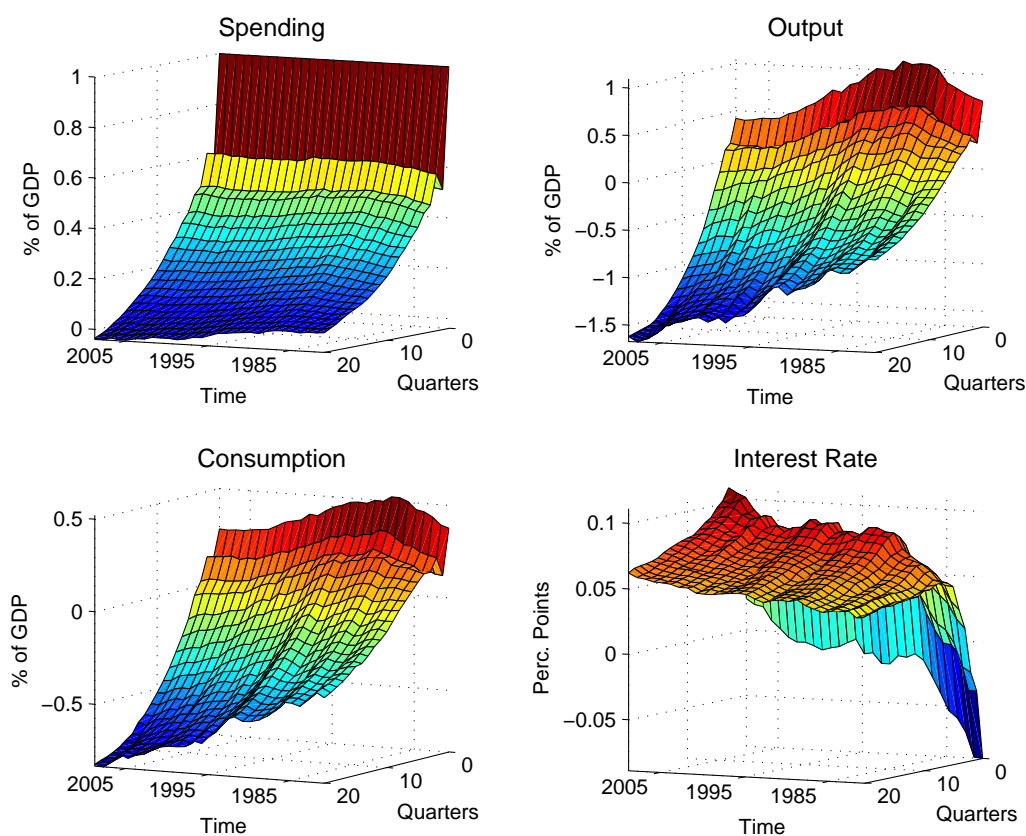 Spending
1
0.8
0.6
0.4
0.2
0
% of GDP
2005
1995
1985
Time
20
10
0
Quarters
Output
0.5
0
−0.5
−1
−1.5
% of GDP
2005
1995
1985
Time
20
10
0
Quarters
Consumption
0.5
0
−0.5
% of GDP
2005
1995
1985
Time
20
10
0
Quarters
Interest Rate
0.1
0.05
0
−0.05
Perc. Points
2005
1995
1985
Time
20
10
0
Quarters